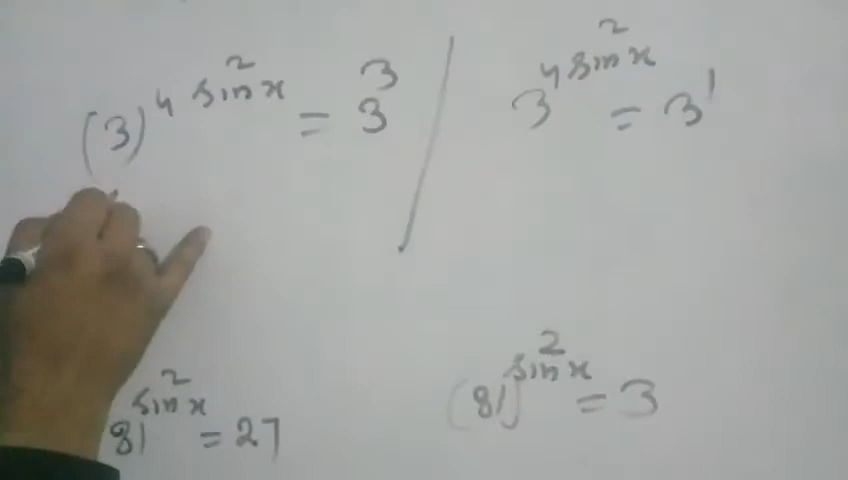 (3)^{4 sin^2 x} = 3^3 / 3^{4 sin^2 x} = 3^1
81^{sin^2 x} = 27
(81)^{sin^2 x} = 3